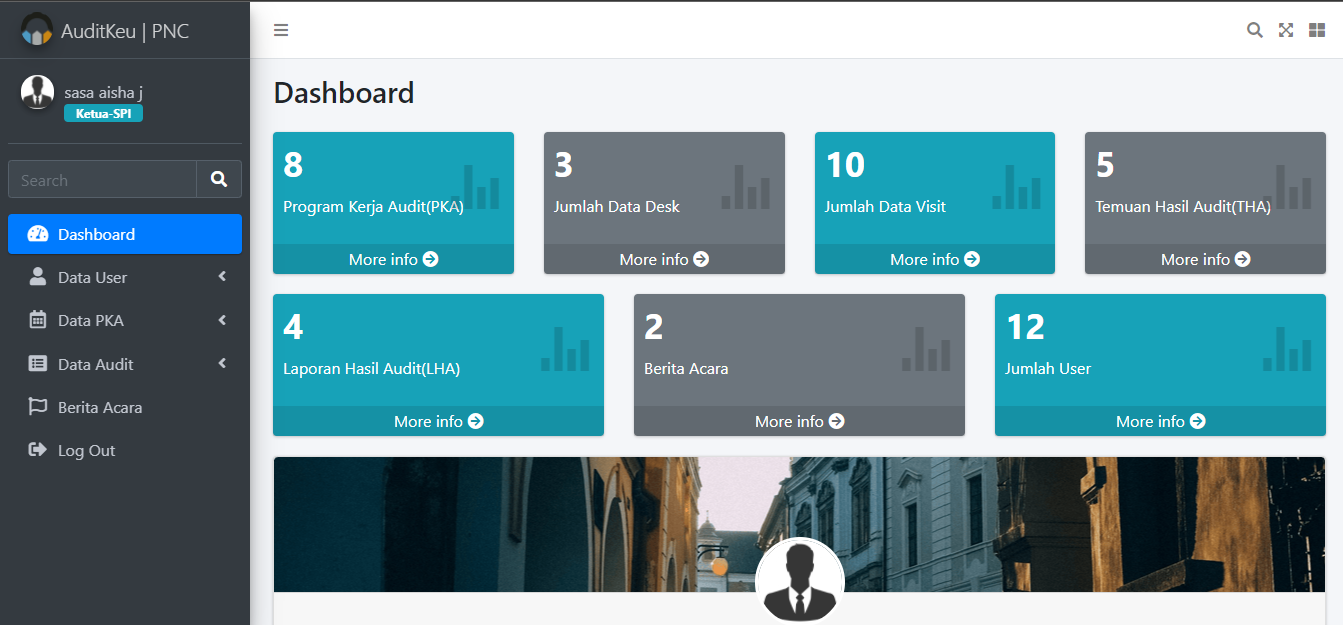 AuditKeu | PNC
sasa aisha j
Ketua-SPI
Search
Dashboard
Data User
Data PKA
Data Audit
Berita Acara
Log Out
Dashboard
8
Program Kerja Audit(PKA)
More info
3
Jumlah Data Desk
More info
10
Jumlah Data Visit
More info
5
Temuan Hasil Audit(THA)
More info
4
Laporan Hasil Audit(LHA)
More info
2
Berita Acara
More info
12
Jumlah User
More info